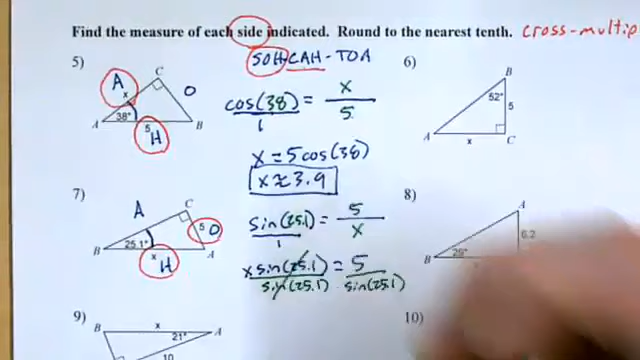 Find the measure of each side indicated. Round to the nearest tenth. cross-multip
5) SOH-CAH-TOA 6)
C
A
x
O
38°
A
5
B
H
cos(38) = x
1 5
x = 5cos(38)
x ≈ 3.9
B
52°
5
A
x
C
7) 8)
C
A
5 O
25.1°
B
x
A
H
sin(25.1) = 5
1 x
x sin(25.1) = 5
sin(25.1) sin(25.1)
A
6.2
B
9) 10)
B
x
A
21°
10